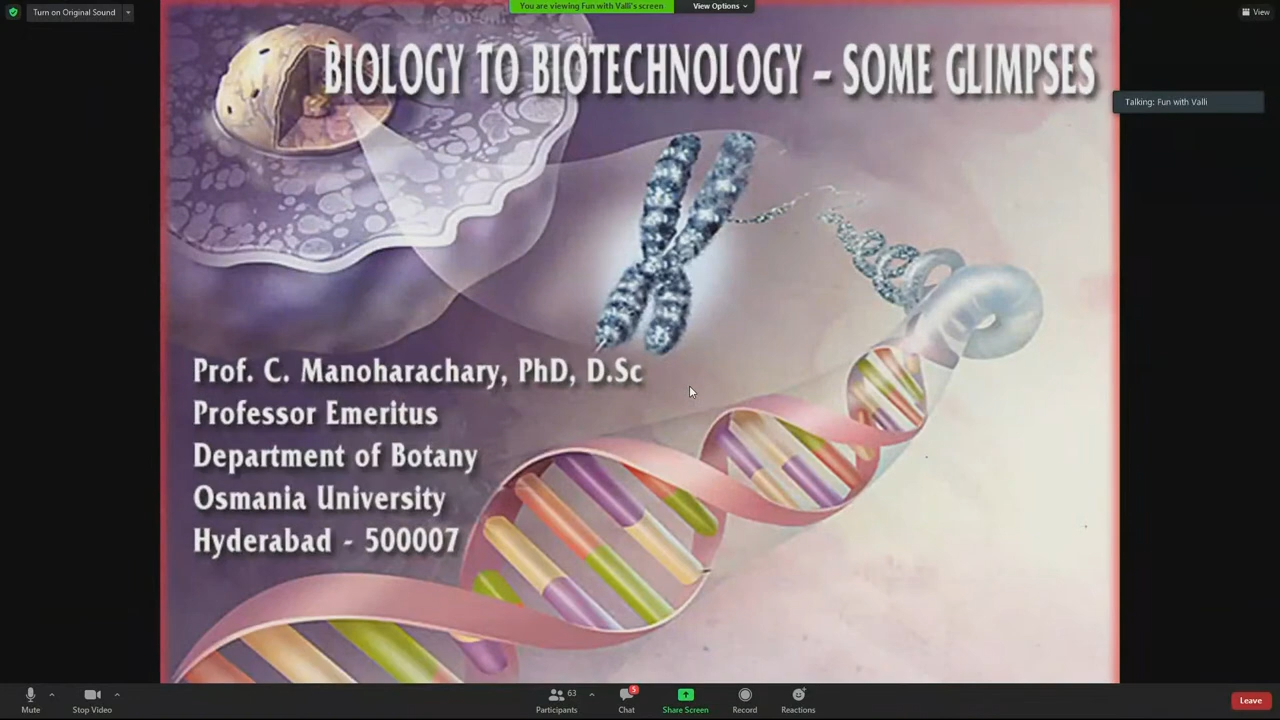 Turn on Original Sound
You are viewing Fun with Valli's screen
View Options
View
BIOLOGY TO BIOTECHNOLOGY – SOME GLIMPSES
Talking: Fun with Valli
Prof. C. Manoharachary, PhD, D.Sc
Professor Emeritus
Department of Botany
Osmania University
Hyderabad - 500007
Mute
Stop Video
63
Participants
5
Chat
Share Screen
Record
Reactions
Leave